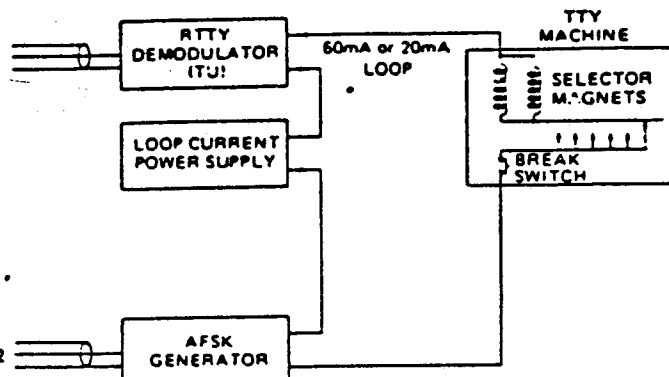 RTTY
DEMODULATOR
(TU)
60mA or 20mA
LOOP
TTY
MACHINE
SELECTOR
MAGNETS
LOOP CURRENT
POWER SUPPLY
BREAK
SWITCH
2
AFSK
GENERATOR